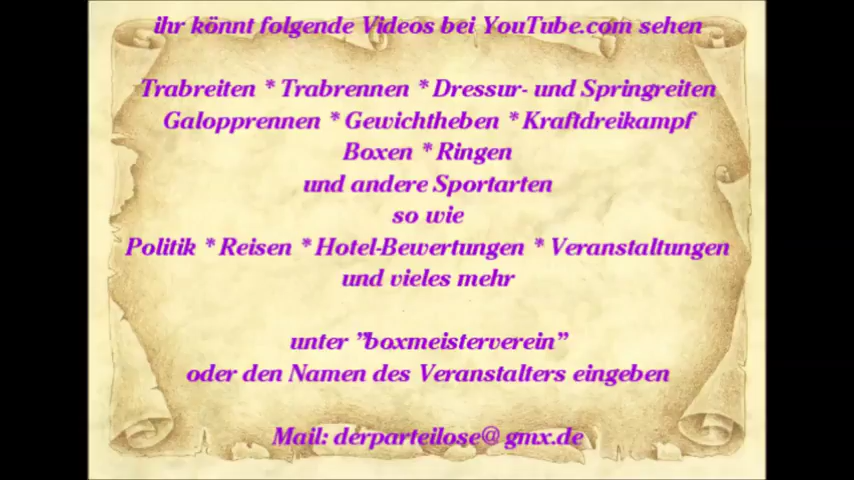 ihr könnt folgende Videos bei YouTube.com sehen
Trabreiten * Trabrennen * Dressur- und Springreiten
Galopprennen * Gewichtheben * Kraftdreikampf
Boxen * Ringen
und andere Sportarten
so wie
Politik * Reisen * Hotel-Bewertungen * Veranstaltungen
und vieles mehr
unter "boxmeisterverein"
oder den Namen des Veranstalters eingeben
Mail: derparteilose@gmx.de